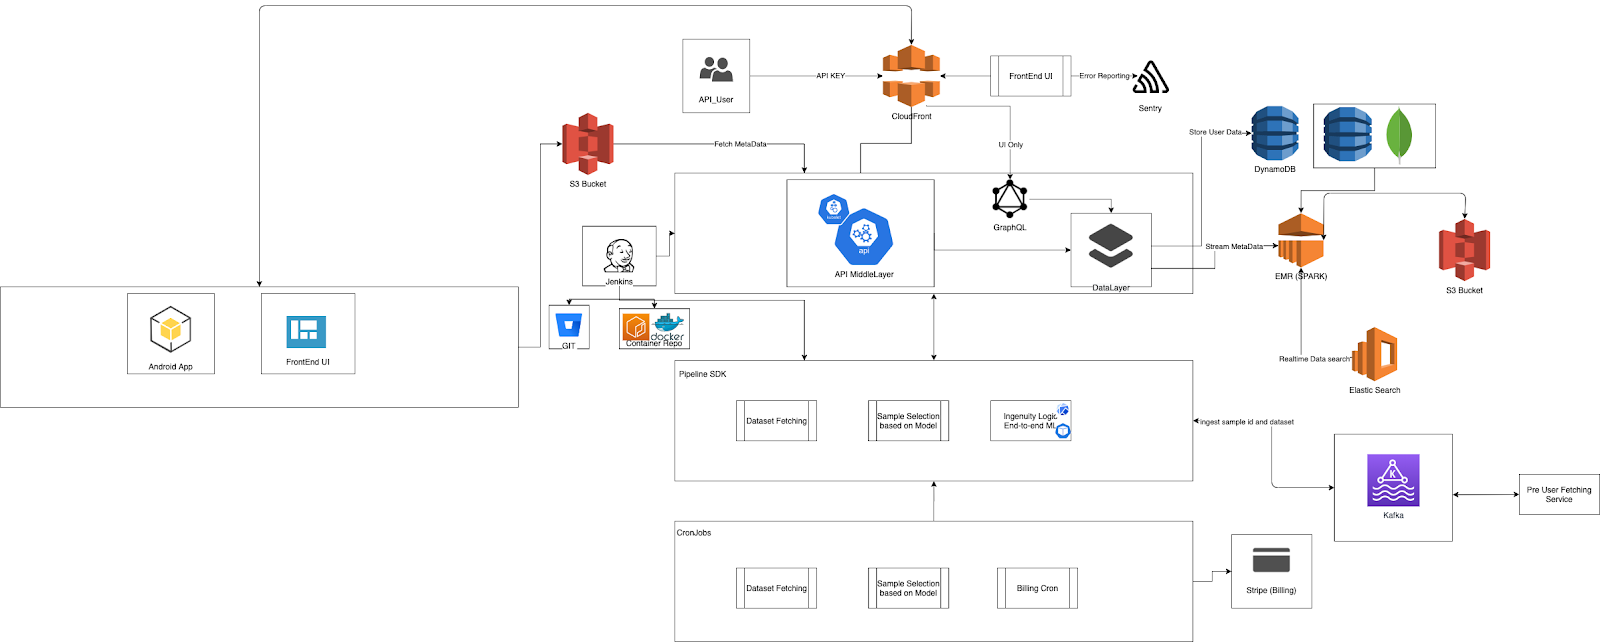 API_User
API KEY
CloudFront
FrontEnd UI
Error Reporting
Sentry
S3 Bucket
Fetch MetaData
UI Only
Store User Data
DynamoDB
kubelet
api
API MiddleLayer
GraphQL
DataLayer
Stream MetaData
EMR (SPARK)
S3 Bucket
Jenkins
GIT
docker
Container Repo
Android App
FrontEnd UI
Realtime Data search
Elastic Search
Pipeline SDK
Dataset Fetching
Sample Selection
based on Model
Ingenuity Logic
End-to-end ML
Ingest sample id and dataset
K
Kafka
Pre User Fetching
Service
CronJobs
Dataset Fetching
Sample Selection
based on Model
Billing Cron
Stripe (Billing)